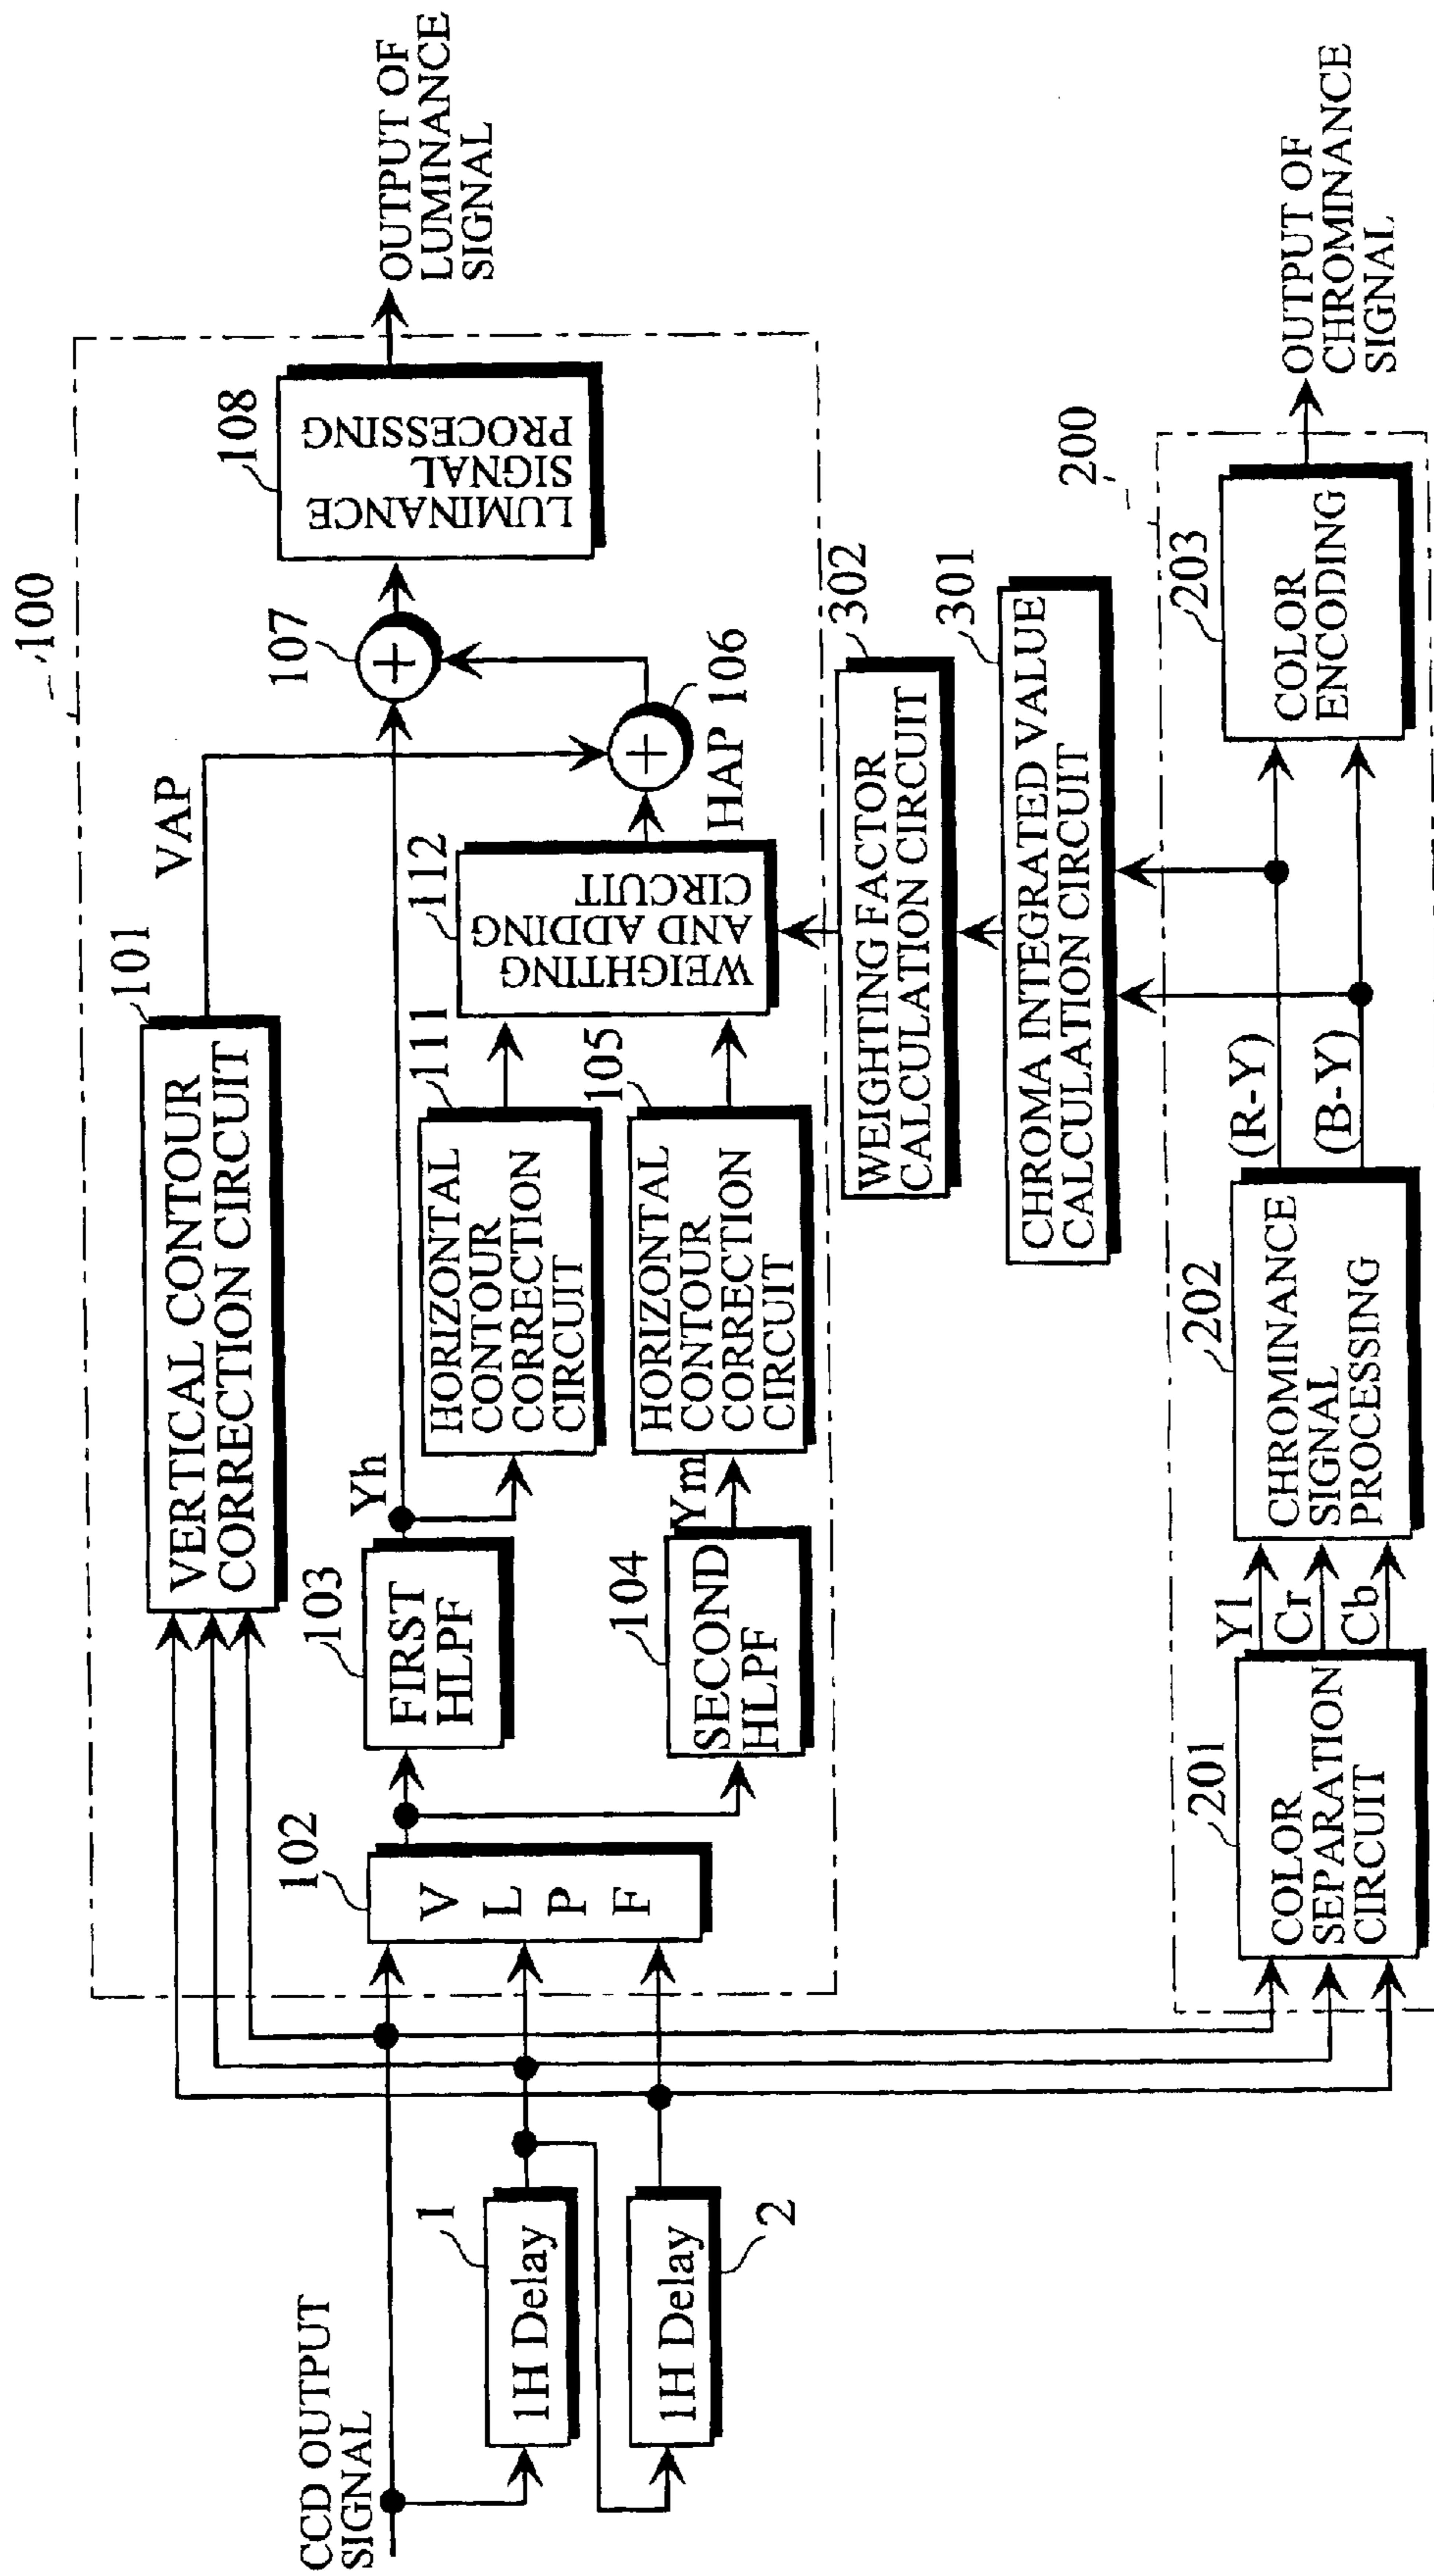 CCD OUTPUT
SIGNAL
1
1H Delay
1H Delay
2
100
VERTICAL CONTOUR
CORRECTION CIRCUIT
101
VAP
102
V
L
P
F
103
FIRST
HLPF
Yh
104
SECOND
HLPF
Ym
HORIZONTAL
CONTOUR
CORRECTION
CIRCUIT
111
HORIZONTAL
CONTOUR
CORRECTION
CIRCUIT
105
112
WEIGHTING
AND ADDING
CIRCUIT
HAP
106
+
107
+
108
LUMINANCE
SIGNAL
PROCESSING
OUTPUT OF
LUMINANCE
SIGNAL
302
WEIGHTING FACTOR
CALCULATION CIRCUIT
301
CHROMA INTEGRATED VALUE
CALCULATION CIRCUIT
200
201
COLOR
SEPARATION
CIRCUIT
Yl
Cr
Cb
202
CHROMINANCE
SIGNAL
PROCESSING
(R-Y)
(B-Y)
203
COLOR
ENCODING
OUTPUT OF
CHROMINANCE
SIGNAL